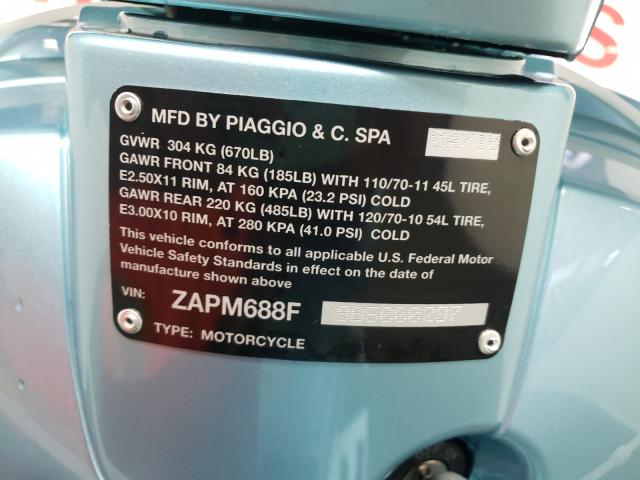 MFD BY PIAGGIO & C. SPA
GVWR 304 KG (670LB)
GAWR FRONT 84 KG (185LB) WITH 110/70-11 45L TIRE,
E2.50X11 RIM, AT 160 KPA (23.2 PSI) COLD
GAWR REAR 220 KG (485LB) WITH 120/70-10 54L TIRE,
E3.00X10 RIM, AT 280 KPA (41.0 PSI) COLD
This vehicle conforms to all applicable U.S. Federal Motor
Vehicle Safety Standards in effect on the date of
manufacture shown above
VIN: ZAPM688F
TYPE: MOTORCYCLE